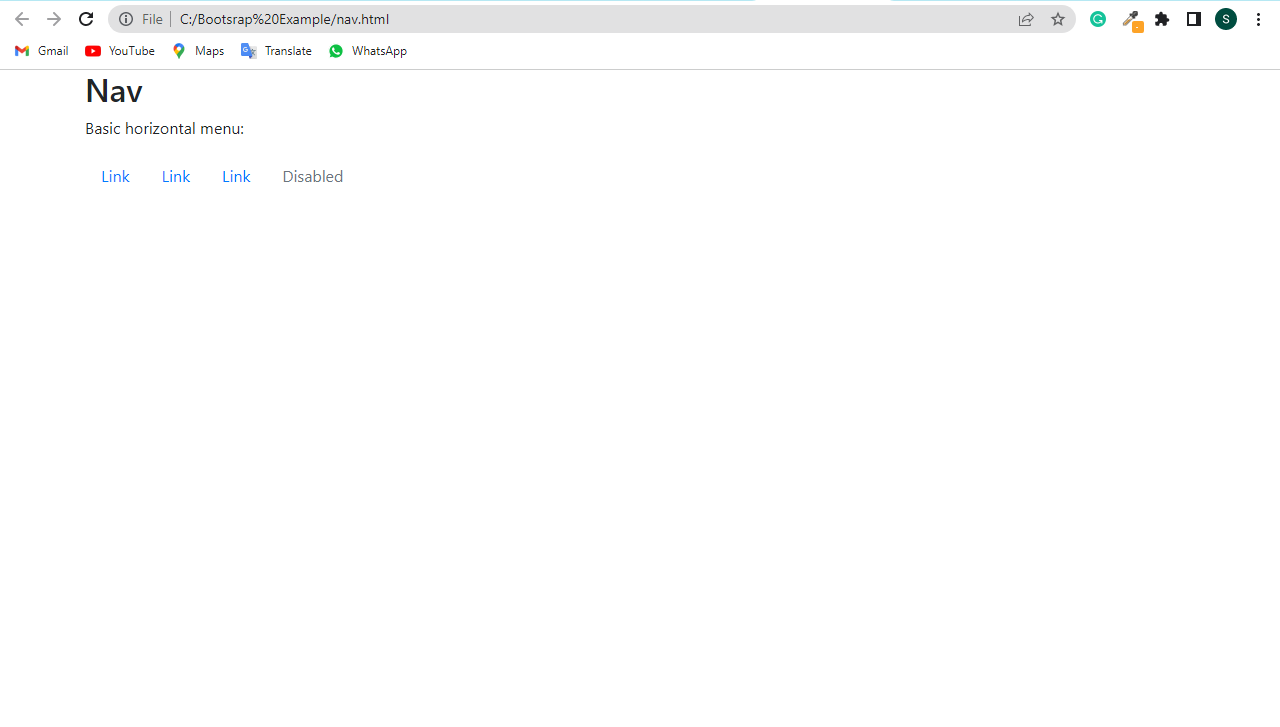 File C:/Bootsrap%20Example/nav.html S
Gmail YouTube Maps Translate WhatsApp
Nav
Basic horizontal menu:
Link Link Link Disabled